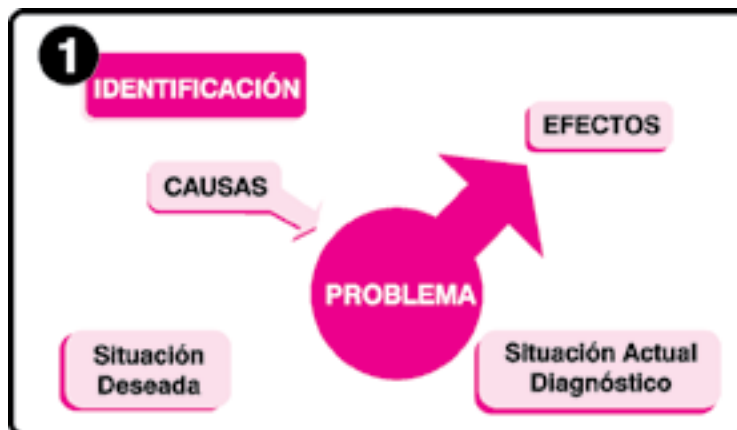 1
IDENTIFICACIÓN
EFECTOS
CAUSAS
PROBLEMA
Situación
Deseada
Situación Actual
Diagnóstico